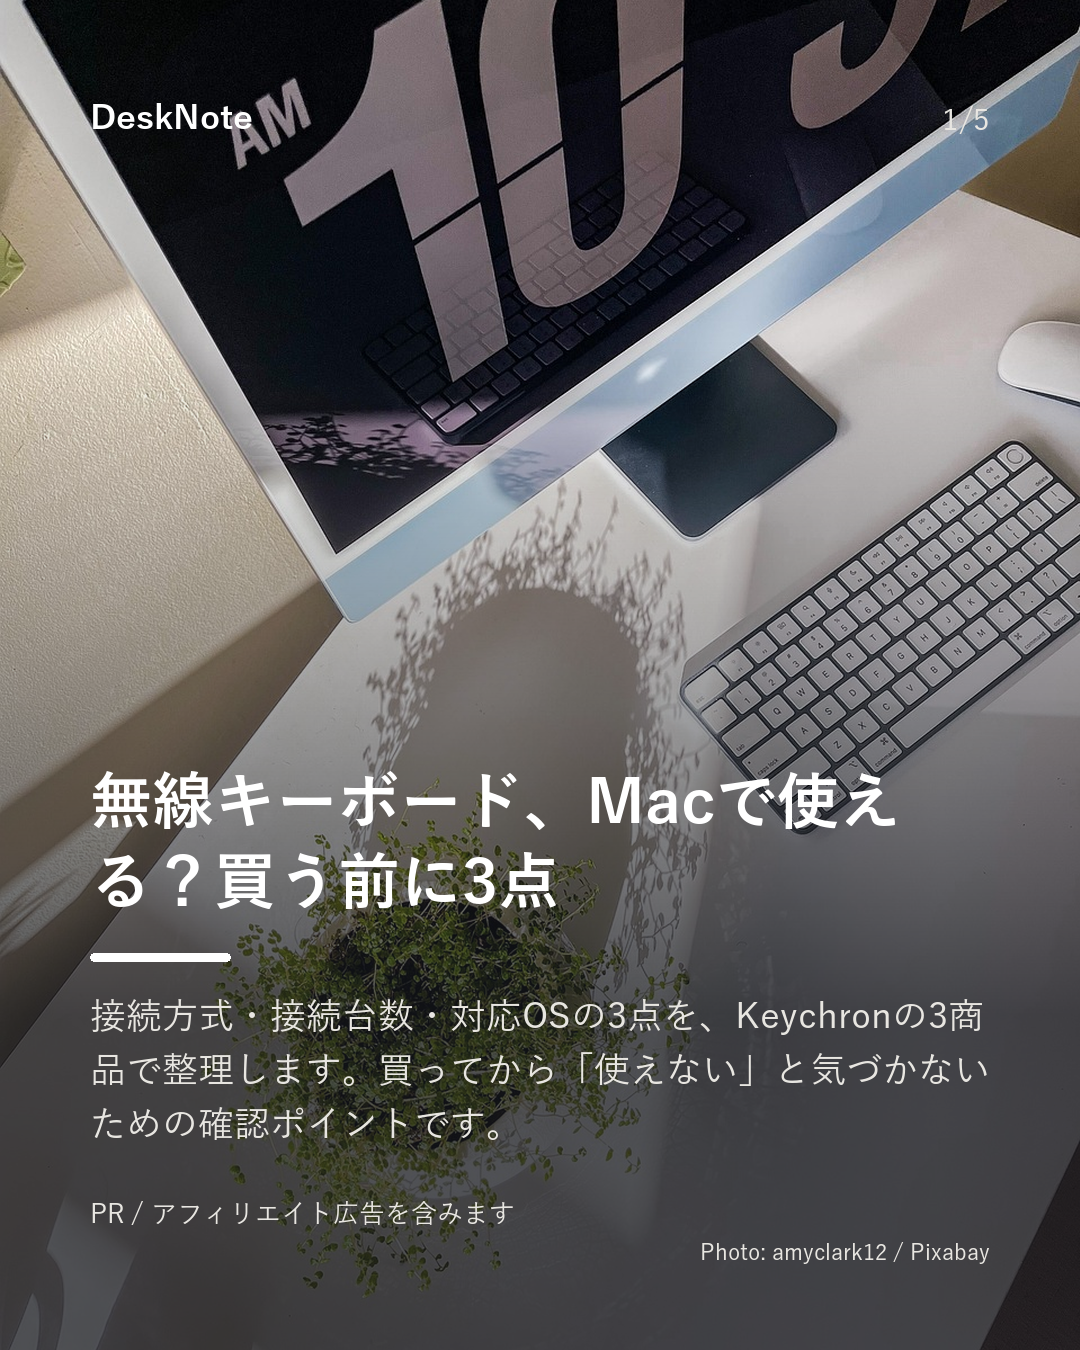 DeskNote
1/5
AM
10
無線キーボード、Macで使え
る？買う前に3点
接続方式・接続台数・対応OSの3点を、Keychronの3商
品で整理します。買ってから「使えない」と気づかない
ための確認ポイントです。
PR / アフィリエイト広告を含みます
Photo: amyclark12 / Pixabay